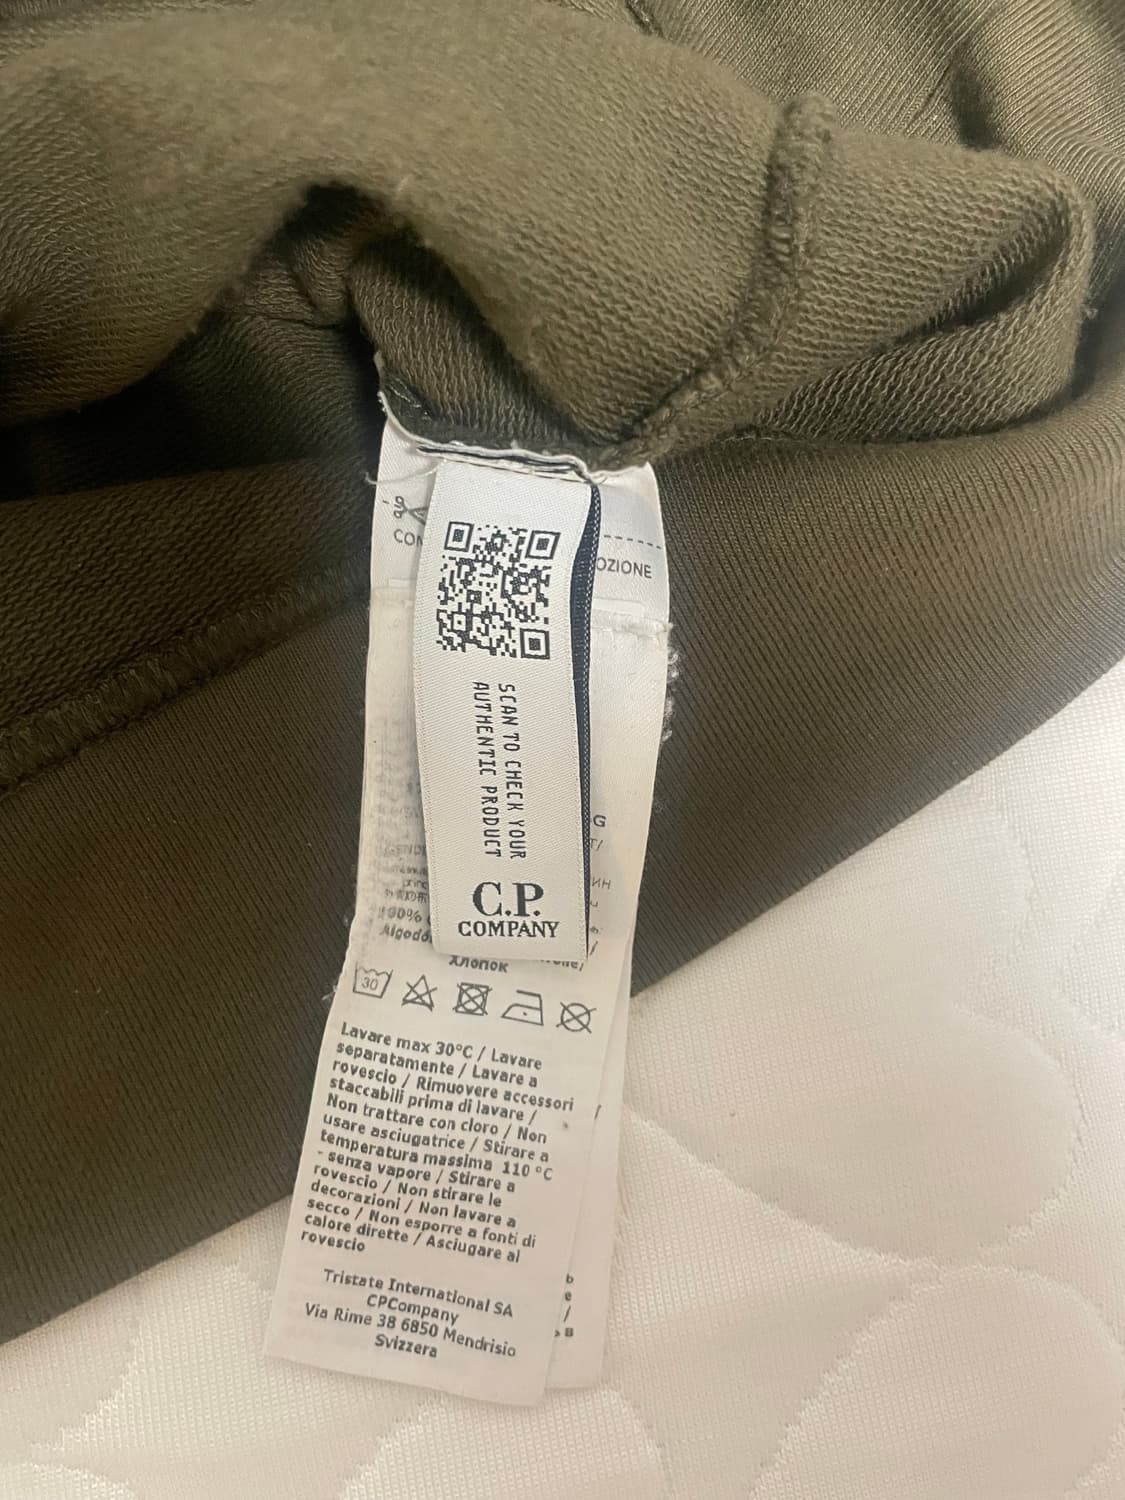 OZIONE
SCAN TO CHECK YOUR
AUTHENTIC PRODUCT
C.P.
COMPANY
G
100%
Хлопок
30
Lavare max 30°C / Lavare
separatamente / Lavare a
rovescio / Rimuovere accessori
staccabili prima di lavare /
Non trattare con cloro / Non
usare asciugatrice / Stirare a
temperatura massima 110 °C
- senza vapore / Stirare a
rovescio / Non stirare le
decorazioni / Non lavare a
secco / Non esporre a fonti di
calore dirette / Asciugare al
rovescio
Tristate International SA
CPCompany
Via Rime 38 6850 Mendrisio
Svizzera
b
e
/
B